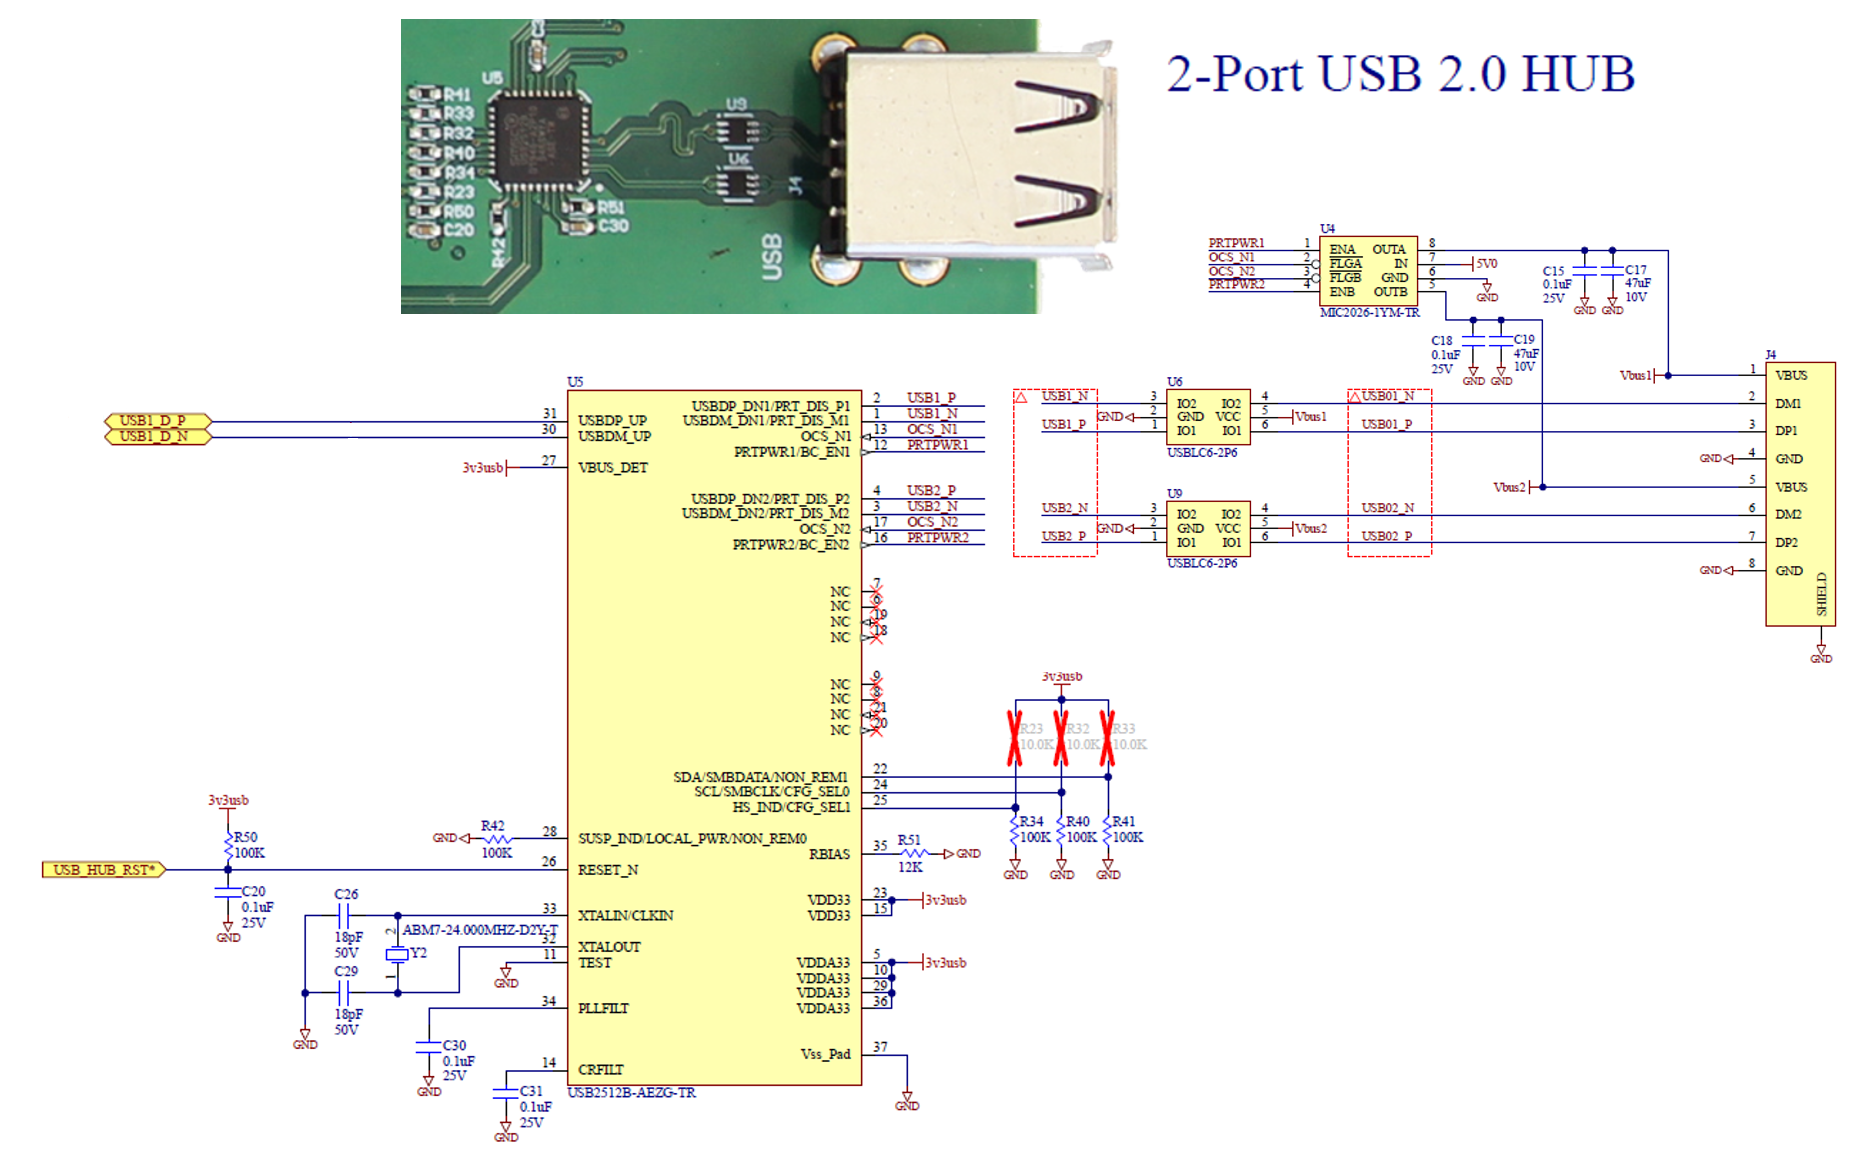 2-Port USB 2.0 HUB
U5
R41
R33
R32
R40
R34
R23
R50
C20
R42
R51
C30
U9
U6
J4
USB
U4
PRTPWR1 1 ENA OUTA 8
OCS_N1 2 FLGA IN 7 5V0
OCS_N2 3 FLGB GND 6 GND
PRTPWR2 4 ENB OUTB 5
MIC2026-1YM-TR
C15
0.1uF
25V
GND
C17
47uF
10V
GND
C18
0.1uF
25V
GND
C19
47uF
10V
GND
Vbus1
Vbus2
J4
1 VBUS
2 DM1
3 DP1
GND 4 GND
5 VBUS
6 DM2
7 DP2
GND 8 GND
SHIELD
GND
U6
USB1_N 3 IO2 IO2 4 USB01_N
GND 2 GND VCC 5 Vbus1
USB1_P 1 IO1 IO1 6 USB01_P
USBLC6-2P6
U9
USB2_N 3 IO2 IO2 4 USB02_N
GND 2 GND VCC 5 Vbus2
USB2_P 1 IO1 IO1 6 USB02_P
USBLC6-2P6
U5
USB1_D_P 31 USBDP_UP
USB1_D_N 30 USBDM_UP
3v3usb 27 VBUS_DET
USBDP_DN1/PRT_DIS_P1 2 USB1_P
USBDM_DN1/PRT_DIS_M1 1 USB1_N
OCS_N1 13 OCS_N1
PRTPWR1/BC_EN1 12 PRTPWR1
USBDP_DN2/PRT_DIS_P2 4 USB2_P
USBDM_DN2/PRT_DIS_M2 3 USB2_N
OCS_N2 17 OCS_N2
PRTPWR2/BC_EN2 16 PRTPWR2
NC 7
NC 6
NC 19
NC 18
NC 9
NC 8
NC 21
NC 20
SDA/SMBDATA/NON_REM1 22
SCL/SMBCLK/CFG_SEL0 24
HS_IND/CFG_SEL1 25
3v3usb
R23
10.0K
R32
10.0K
R33
10.0K
R34
100K
GND
R40
100K
GND
R41
100K
GND
GND R42 100K 28 SUSP_IND/LOCAL_PWR/NON_REM0
3v3usb
R50
100K
USB_HUB_RST* 26 RESET_N
C20
0.1uF
25V
GND
RBIAS 35 R51 12K GND
VDD33 23 3v3usb
VDD33 15
C26
18pF
50V
33 XTALIN/CLKIN
ABM7-24.000MHZ-D2Y-T
2 Y2 1
32 XTALOUT
GND 11 TEST
C29
18pF
50V
GND
VDDA33 5 3v3usb
VDDA33 10
VDDA33 29
VDDA33 36
34 PLLFILT
C30
0.1uF
25V
GND
Vss_Pad 37
GND
14 CRFILT
C31
0.1uF
25V
GND
USB2512B-AEZG-TR